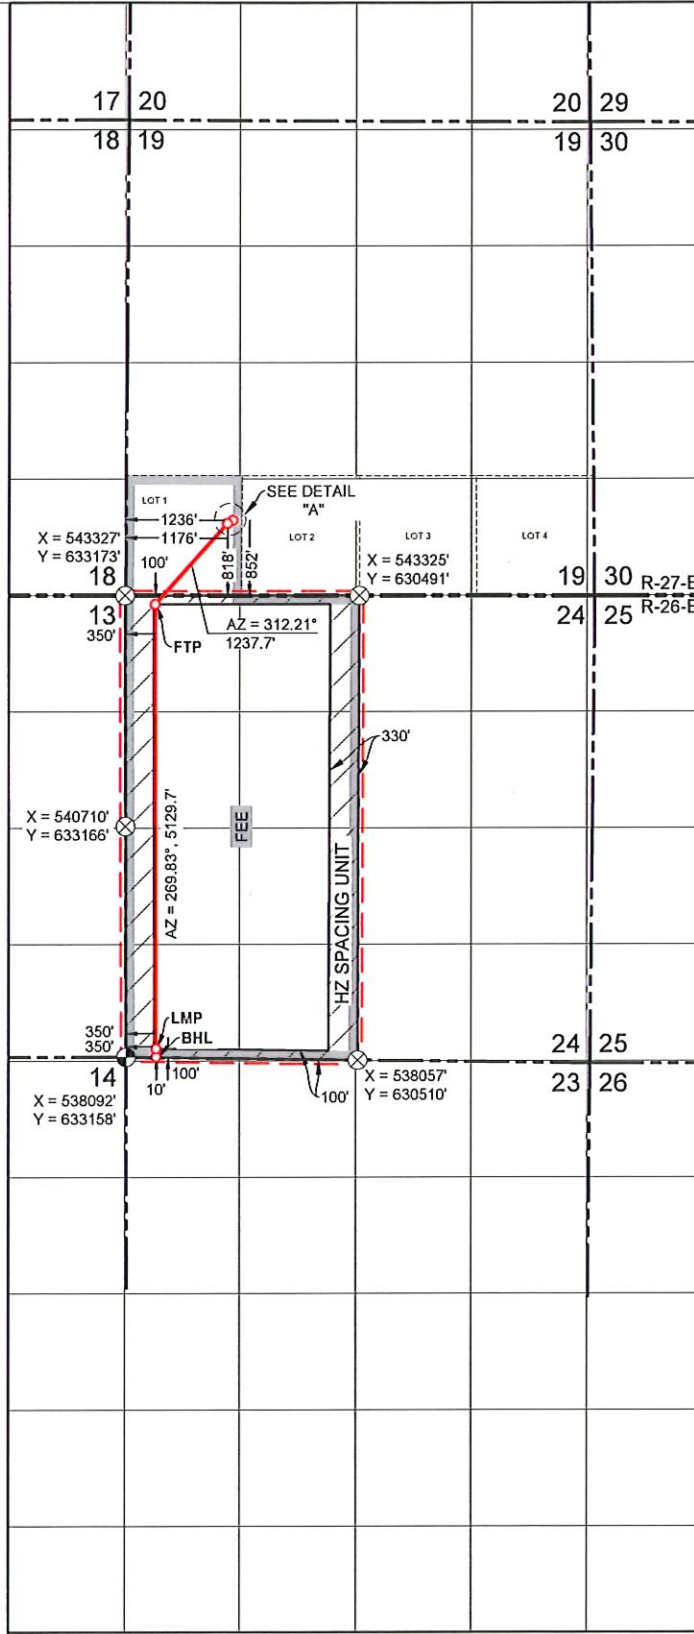 17 20
20 29
18 19
19 30
LOT 1
SEE DETAIL
"A"
1236'
1176'
LOT 2
LOT 3
LOT 4
818'
852'
X = 543327'
Y = 633173'
100'
X = 543325'
Y = 630491'
18
19 30
R-27-E
R-26-E
13
24 25
350'
FTP
AZ = 312.21°
1237.7'
330'
X = 540710'
Y = 633166'
FEE
AZ = 269.83°, 5129.7'
HZ SPACING UNIT
LMP
BHL
350'
350'
24 25
14
10'
100'
100'
23 26
X = 538092'
Y = 633158'
X = 538057'
Y = 630510'